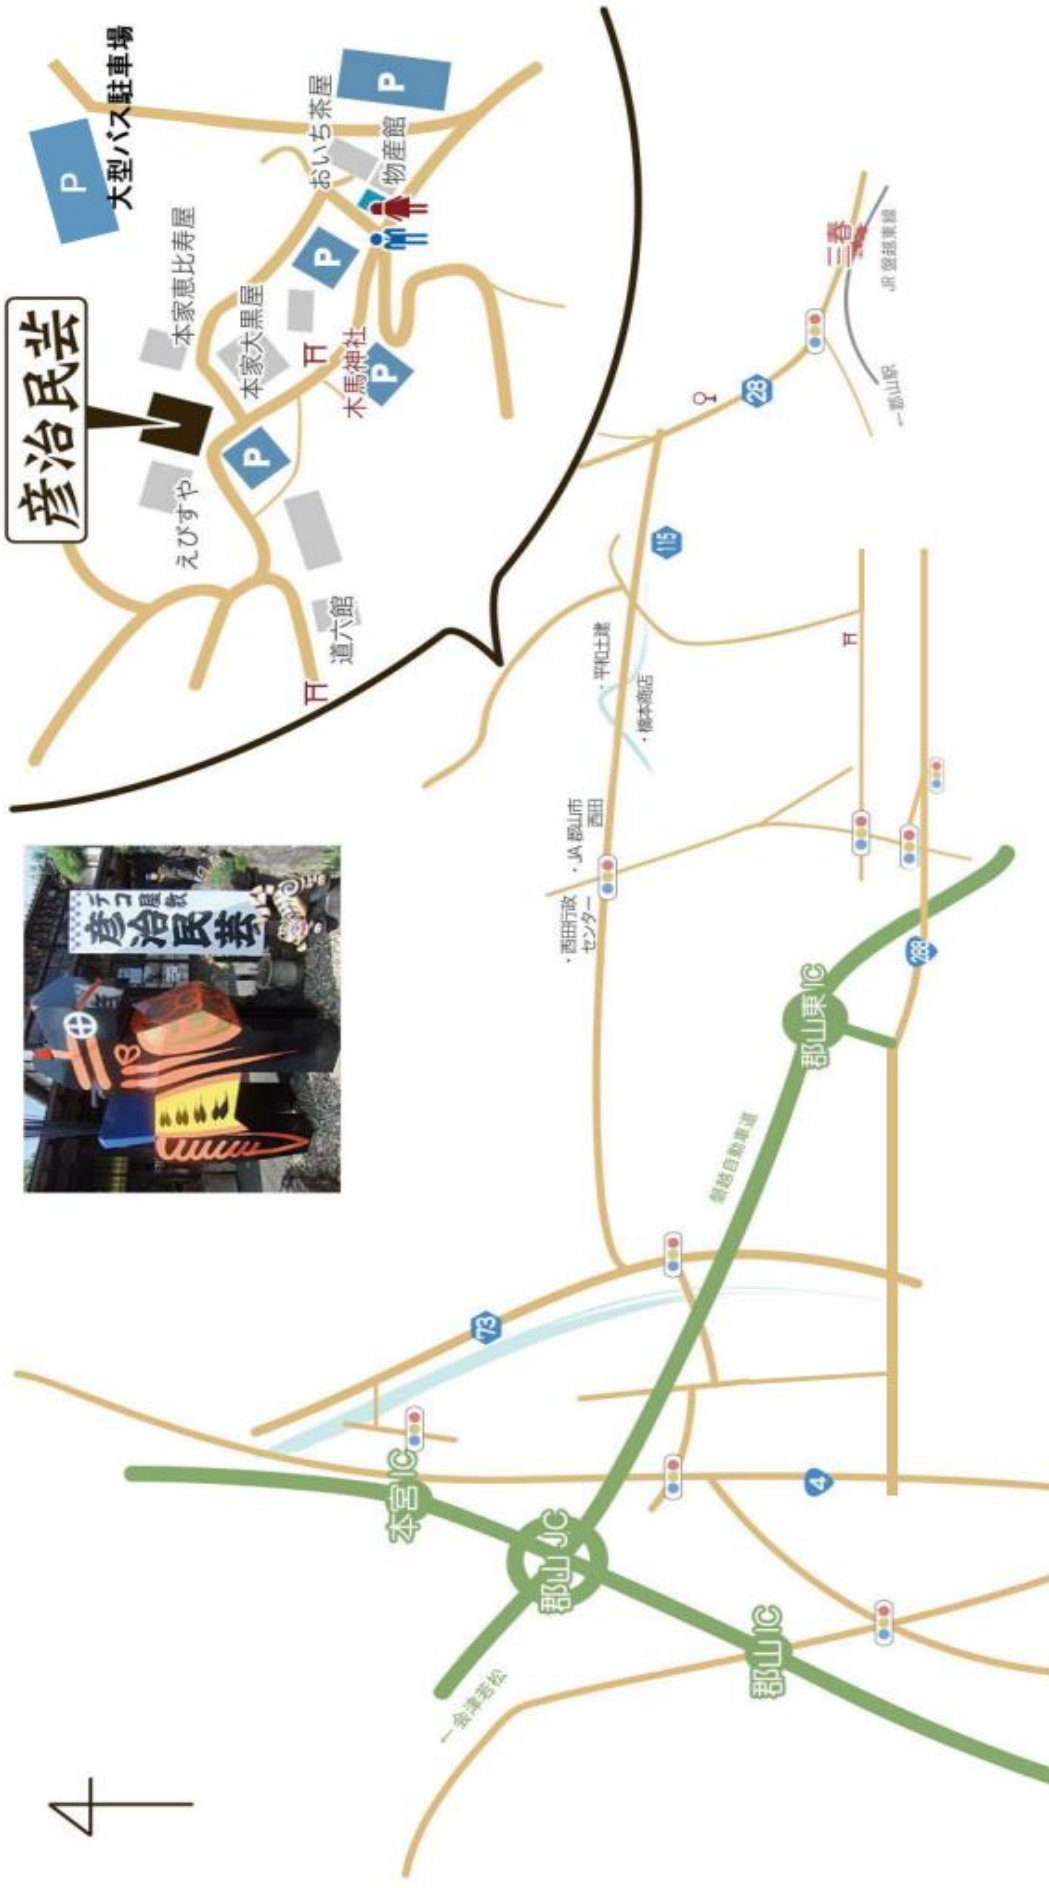 彦治民芸
大型バス駐車場
P
本家恵比寿屋
おいち茶屋
P
物産館
P
本家大黒屋
木馬神社
P
えびすや
P
道六館
デコ屋敷
彦治民芸
三春
JR 磐越東線
←郡山駅
28
115
・平和土建
・橋本商店
・JA 郡山市
西田
・西田行政
センター
288
郡山東IC
磐越自動車道
73
本宮IC
郡山JC
4
郡山IC
← 会津若松